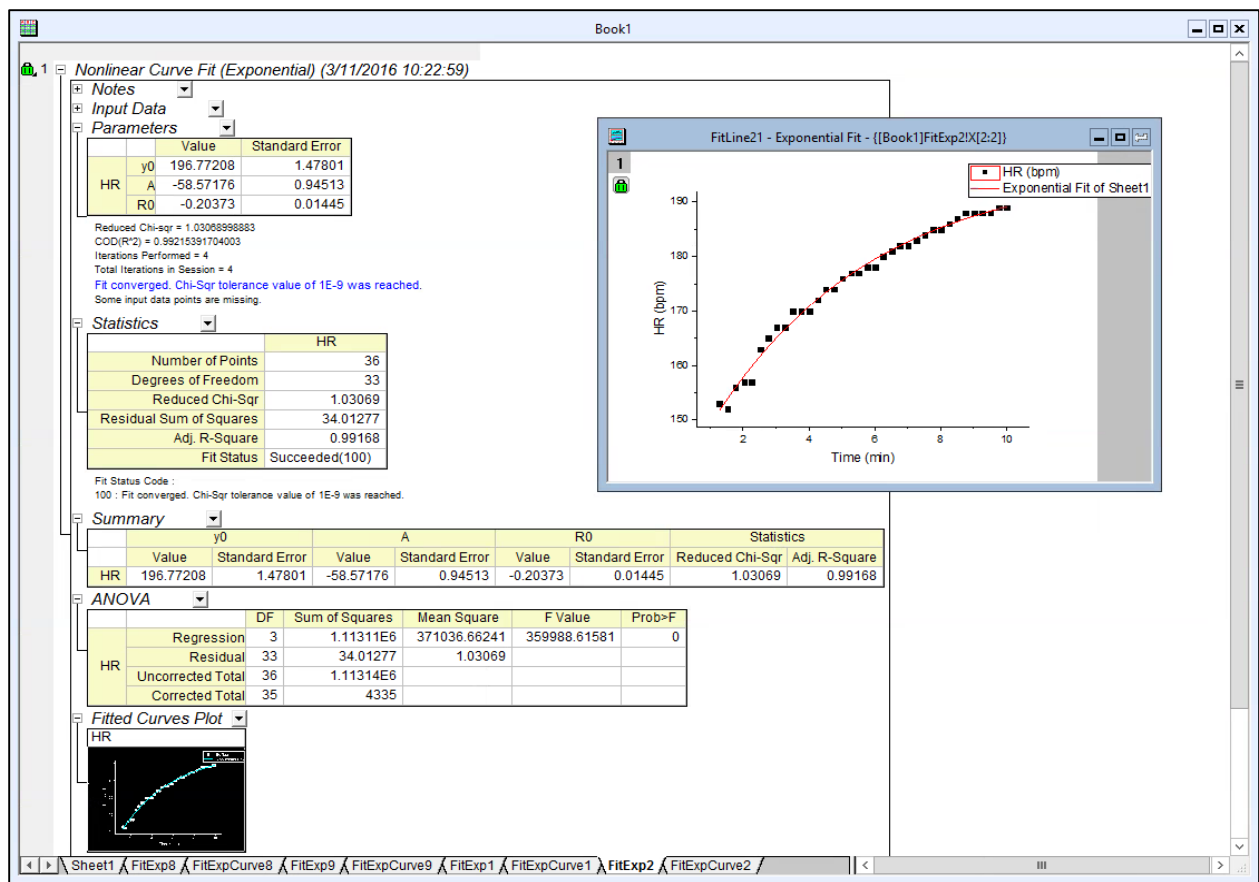 Book1
1 Nonlinear Curve Fit (Exponential) (3/11/2016 10:22:59)
Notes
Input Data
Parameters
Value Standard Error
HR y0 196.77208 1.47801
A -58.57176 0.94513
R0 -0.20373 0.01445
Reduced Chi-sqr = 1.03068998883
COD(R^2) = 0.99215391704003
Iterations Performed = 4
Total Iterations in Session = 4
Fit converged. Chi-Sqr tolerance value of 1E-9 was reached.
Some input data points are missing.
Statistics
HR
Number of Points 36
Degrees of Freedom 33
Reduced Chi-Sqr 1.03069
Residual Sum of Squares 34.01277
Adj. R-Square 0.99168
Fit Status Succeeded(100)
Fit Status Code :
100 : Fit converged. Chi-Sqr tolerance value of 1E-9 was reached.
Summary
y0 A R0 Statistics
Value Standard Error Value Standard Error Value Standard Error Reduced Chi-Sqr Adj. R-Square
HR 196.77208 1.47801 -58.57176 0.94513 -0.20373 0.01445 1.03069 0.99168
ANOVA
DF Sum of Squares Mean Square F Value Prob>F
HR Regression 3 1.11311E6 371036.66241 359988.61581 0
Residual 33 34.01277 1.03069
Uncorrected Total 36 1.11314E6
Corrected Total 35 4335
Fitted Curves Plot
HR
FitLine21 - Exponential Fit - {[Book1]FitExp2!X[2:2]}
1
HR (bpm)
Exponential Fit of Sheet1
190
180
170
160
150
HR (bpm)
2 4 6 8 10
Time (min)
Sheet1 FitExp8 FitExpCurve8 FitExp9 FitExpCurve9 FitExp1 FitExpCurve1 FitExp2 FitExpCurve2